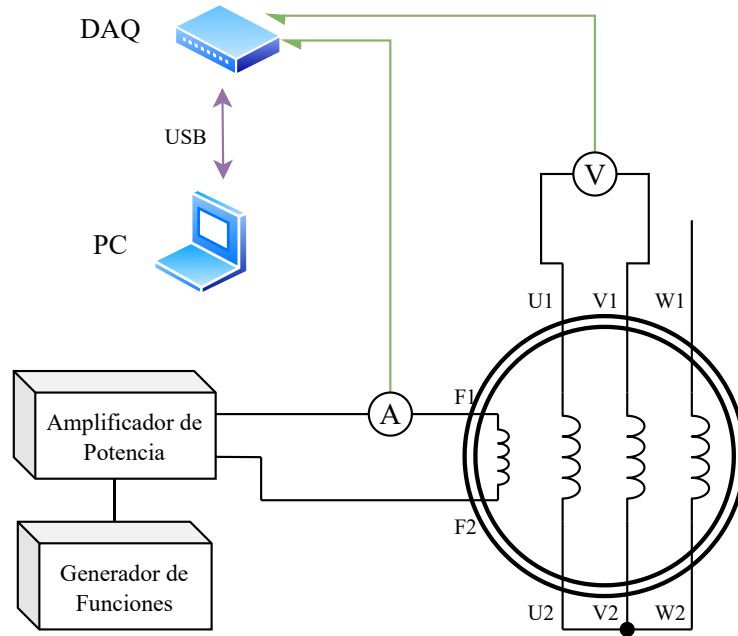 DAQ
USB
V
PC
U1
V1
W1
F1
A
Amplificador de
Potencia
F2
Generador de
Funciones
U2
V2
W2